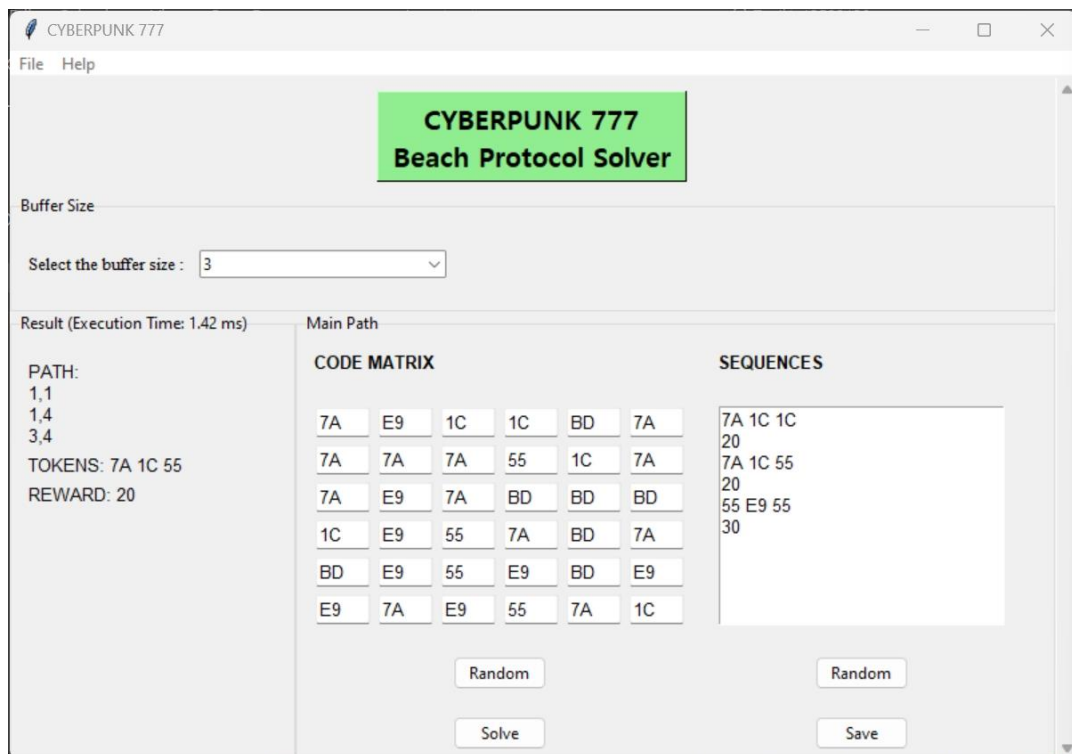 CYBERPUNK 777
File Help
CYBERPUNK 777
Beach Protocol Solver
Buffer Size
Select the buffer size : 3
Result (Execution Time: 1.42 ms)
PATH:
1,1
1,4
3,4
TOKENS: 7A 1C 55
REWARD: 20
Main Path
CODE MATRIX
7A E9 1C 1C BD 7A
7A 7A 7A 55 1C 7A
7A E9 7A BD BD BD
1C E9 55 7A BD 7A
BD E9 55 E9 BD E9
E9 7A E9 55 7A 1C
Random
Solve
SEQUENCES
7A 1C 1C
20
7A 1C 55
20
55 E9 55
30
Random
Save